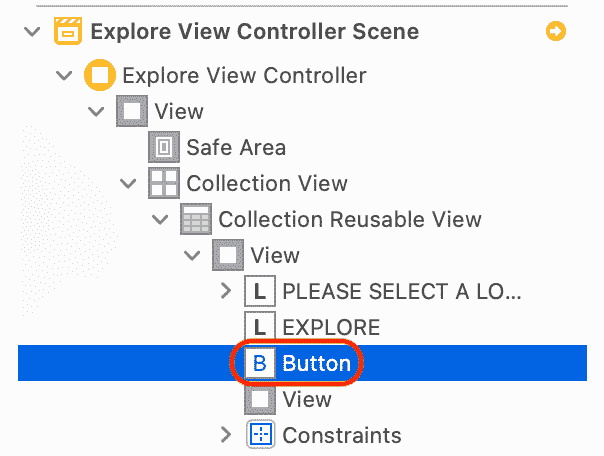 Explore View Controller Scene
Explore View Controller
View
Safe Area
Collection View
Collection Reusable View
View
L PLEASE SELECT A LO...
L EXPLORE
B Button
View
Constraints